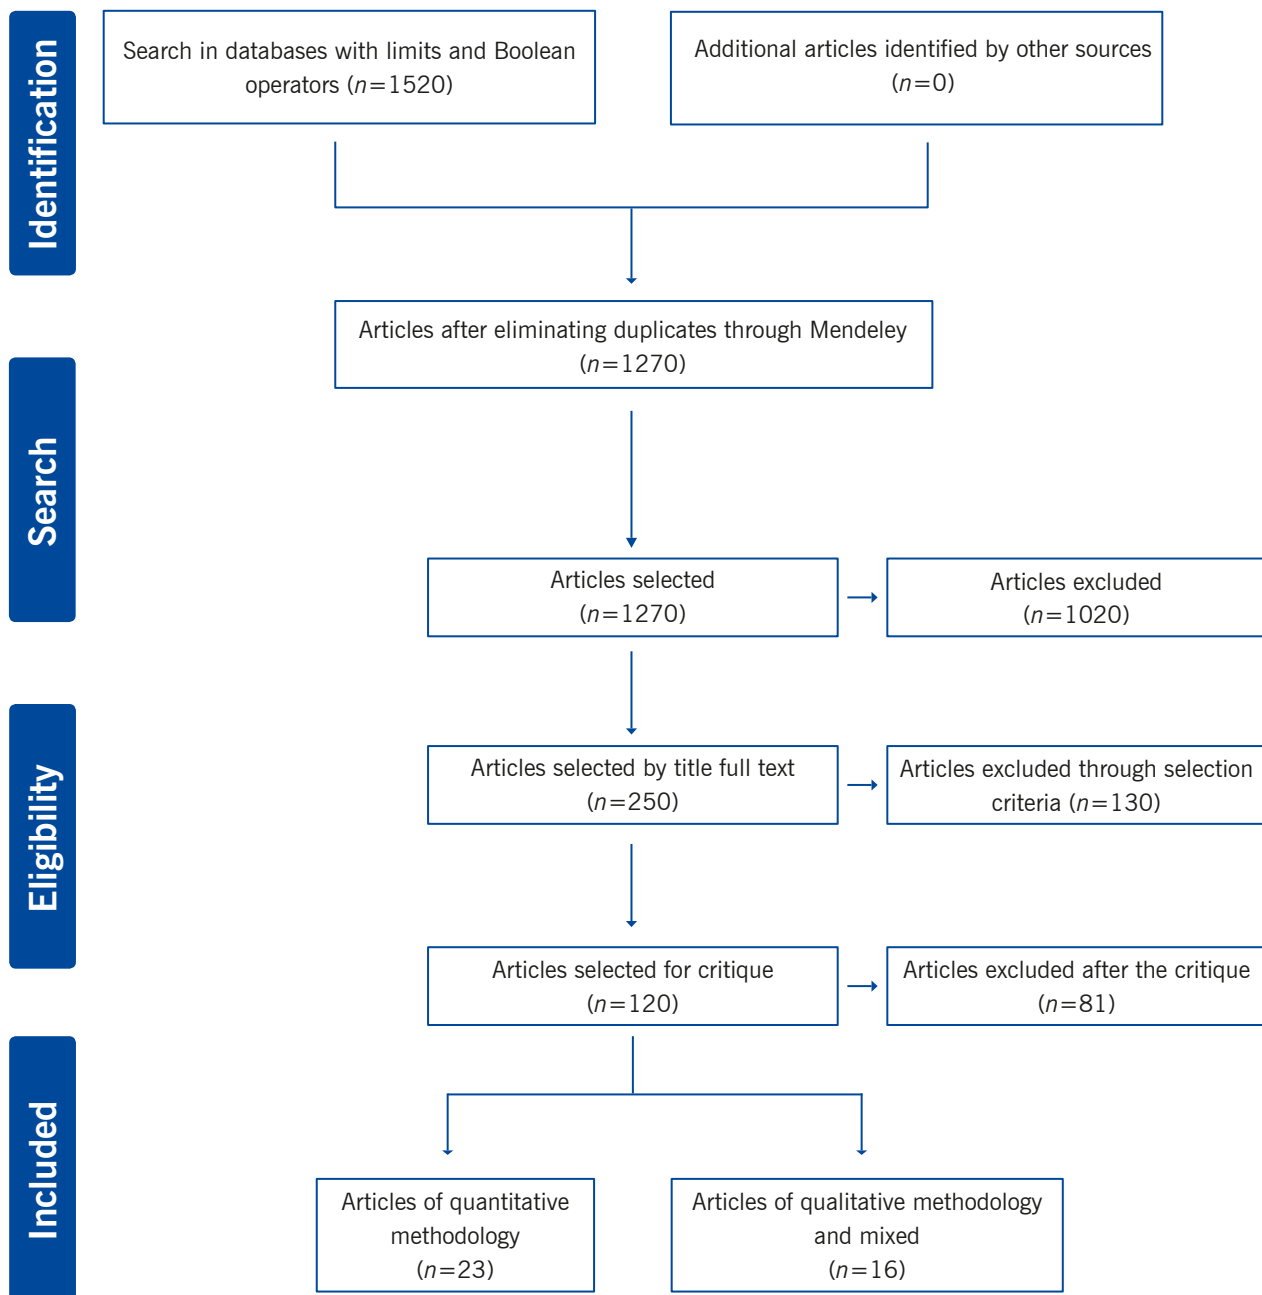 Identification
Search in databases with limits and Boolean
operators (n=1520)
Additional articles identified by other sources
(n=0)
Articles after eliminating duplicates through Mendeley
(n=1270)
Search
Articles selected
(n=1270)
Articles excluded
(n=1020)
Eligibility
Articles selected by title full text
(n=250)
Articles excluded through selection
criteria (n=130)
Articles selected for critique
(n=120)
Articles excluded after the critique
(n=81)
Included
Articles of quantitative
methodology
(n=23)
Articles of qualitative methodology
and mixed
(n=16)